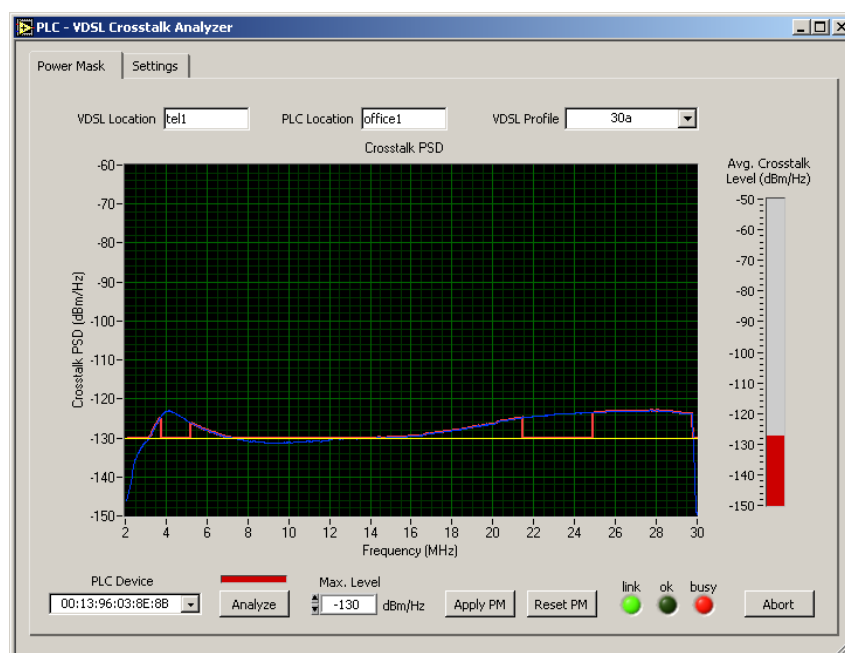 PLC - VDSL Crosstalk Analyzer
Power Mask Settings
VDSL Location tel1 PLC Location office1 VDSL Profile 30a
Crosstalk PSD
Avg. Crosstalk
Level (dBm/Hz)
Crosstalk PSD (dBm/Hz)
-60
-70
-80
-90
-100
-110
-120
-130
-140
-150
2 4 6 8 10 12 14 16 18 20 22 24 26 28 30
Frequency (MHz)
-50
-60
-70
-80
-90
-100
-110
-120
-130
-140
-150
PLC Device
00:13:96:03:8E:8B
Analyze
Max. Level
-130 dBm/Hz
Apply PM
Reset PM
link ok busy
Abort